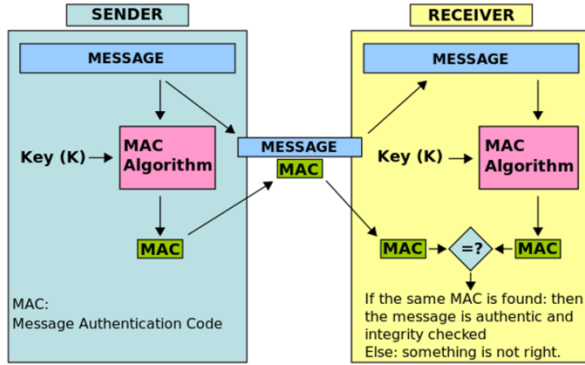 SENDER
MESSAGE
Key (K)
MAC
Algorithm
MAC
MAC:
Message Authentication Code
MESSAGE
MAC
RECEIVER
MESSAGE
Key (K)
MAC
Algorithm
MAC
=?
MAC
If the same MAC is found: then
the message is authentic and
integrity checked
Else: something is not right.